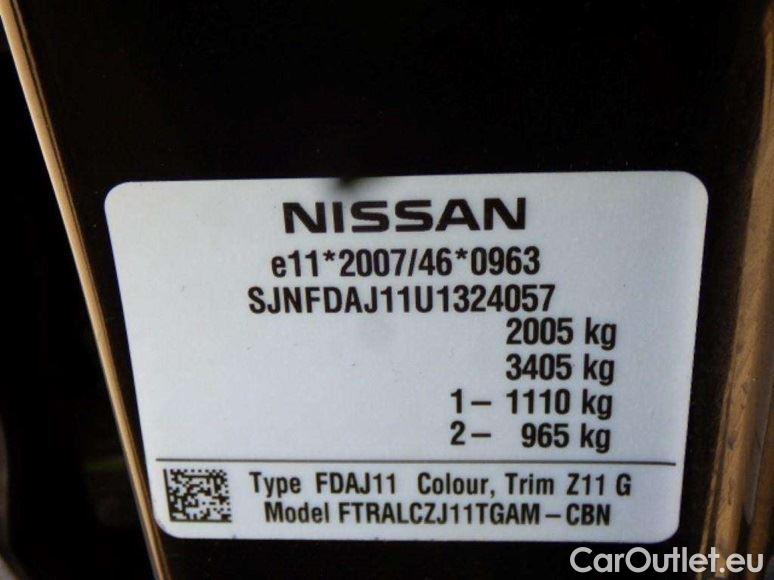 NISSAN
e11*2007/46*0963
SJNFDAJ11U1324057
2005 kg
3405 kg
1– 1110 kg
2– 965 kg
Type FDAJ11 Colour, Trim Z11 G
Model FTRALCZJ11TGAM–CBN
CarOutlet.eu